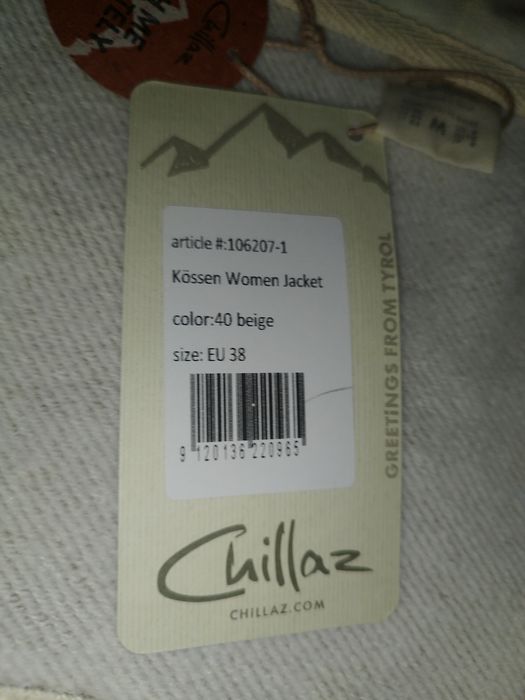 Chillaz
article #:106207-1
Kössen Women Jacket
color:40 beige
size: EU 38
9 120136 220965
GREETINGS FROM TYROL
Chillaz
CHILLAZ.COM